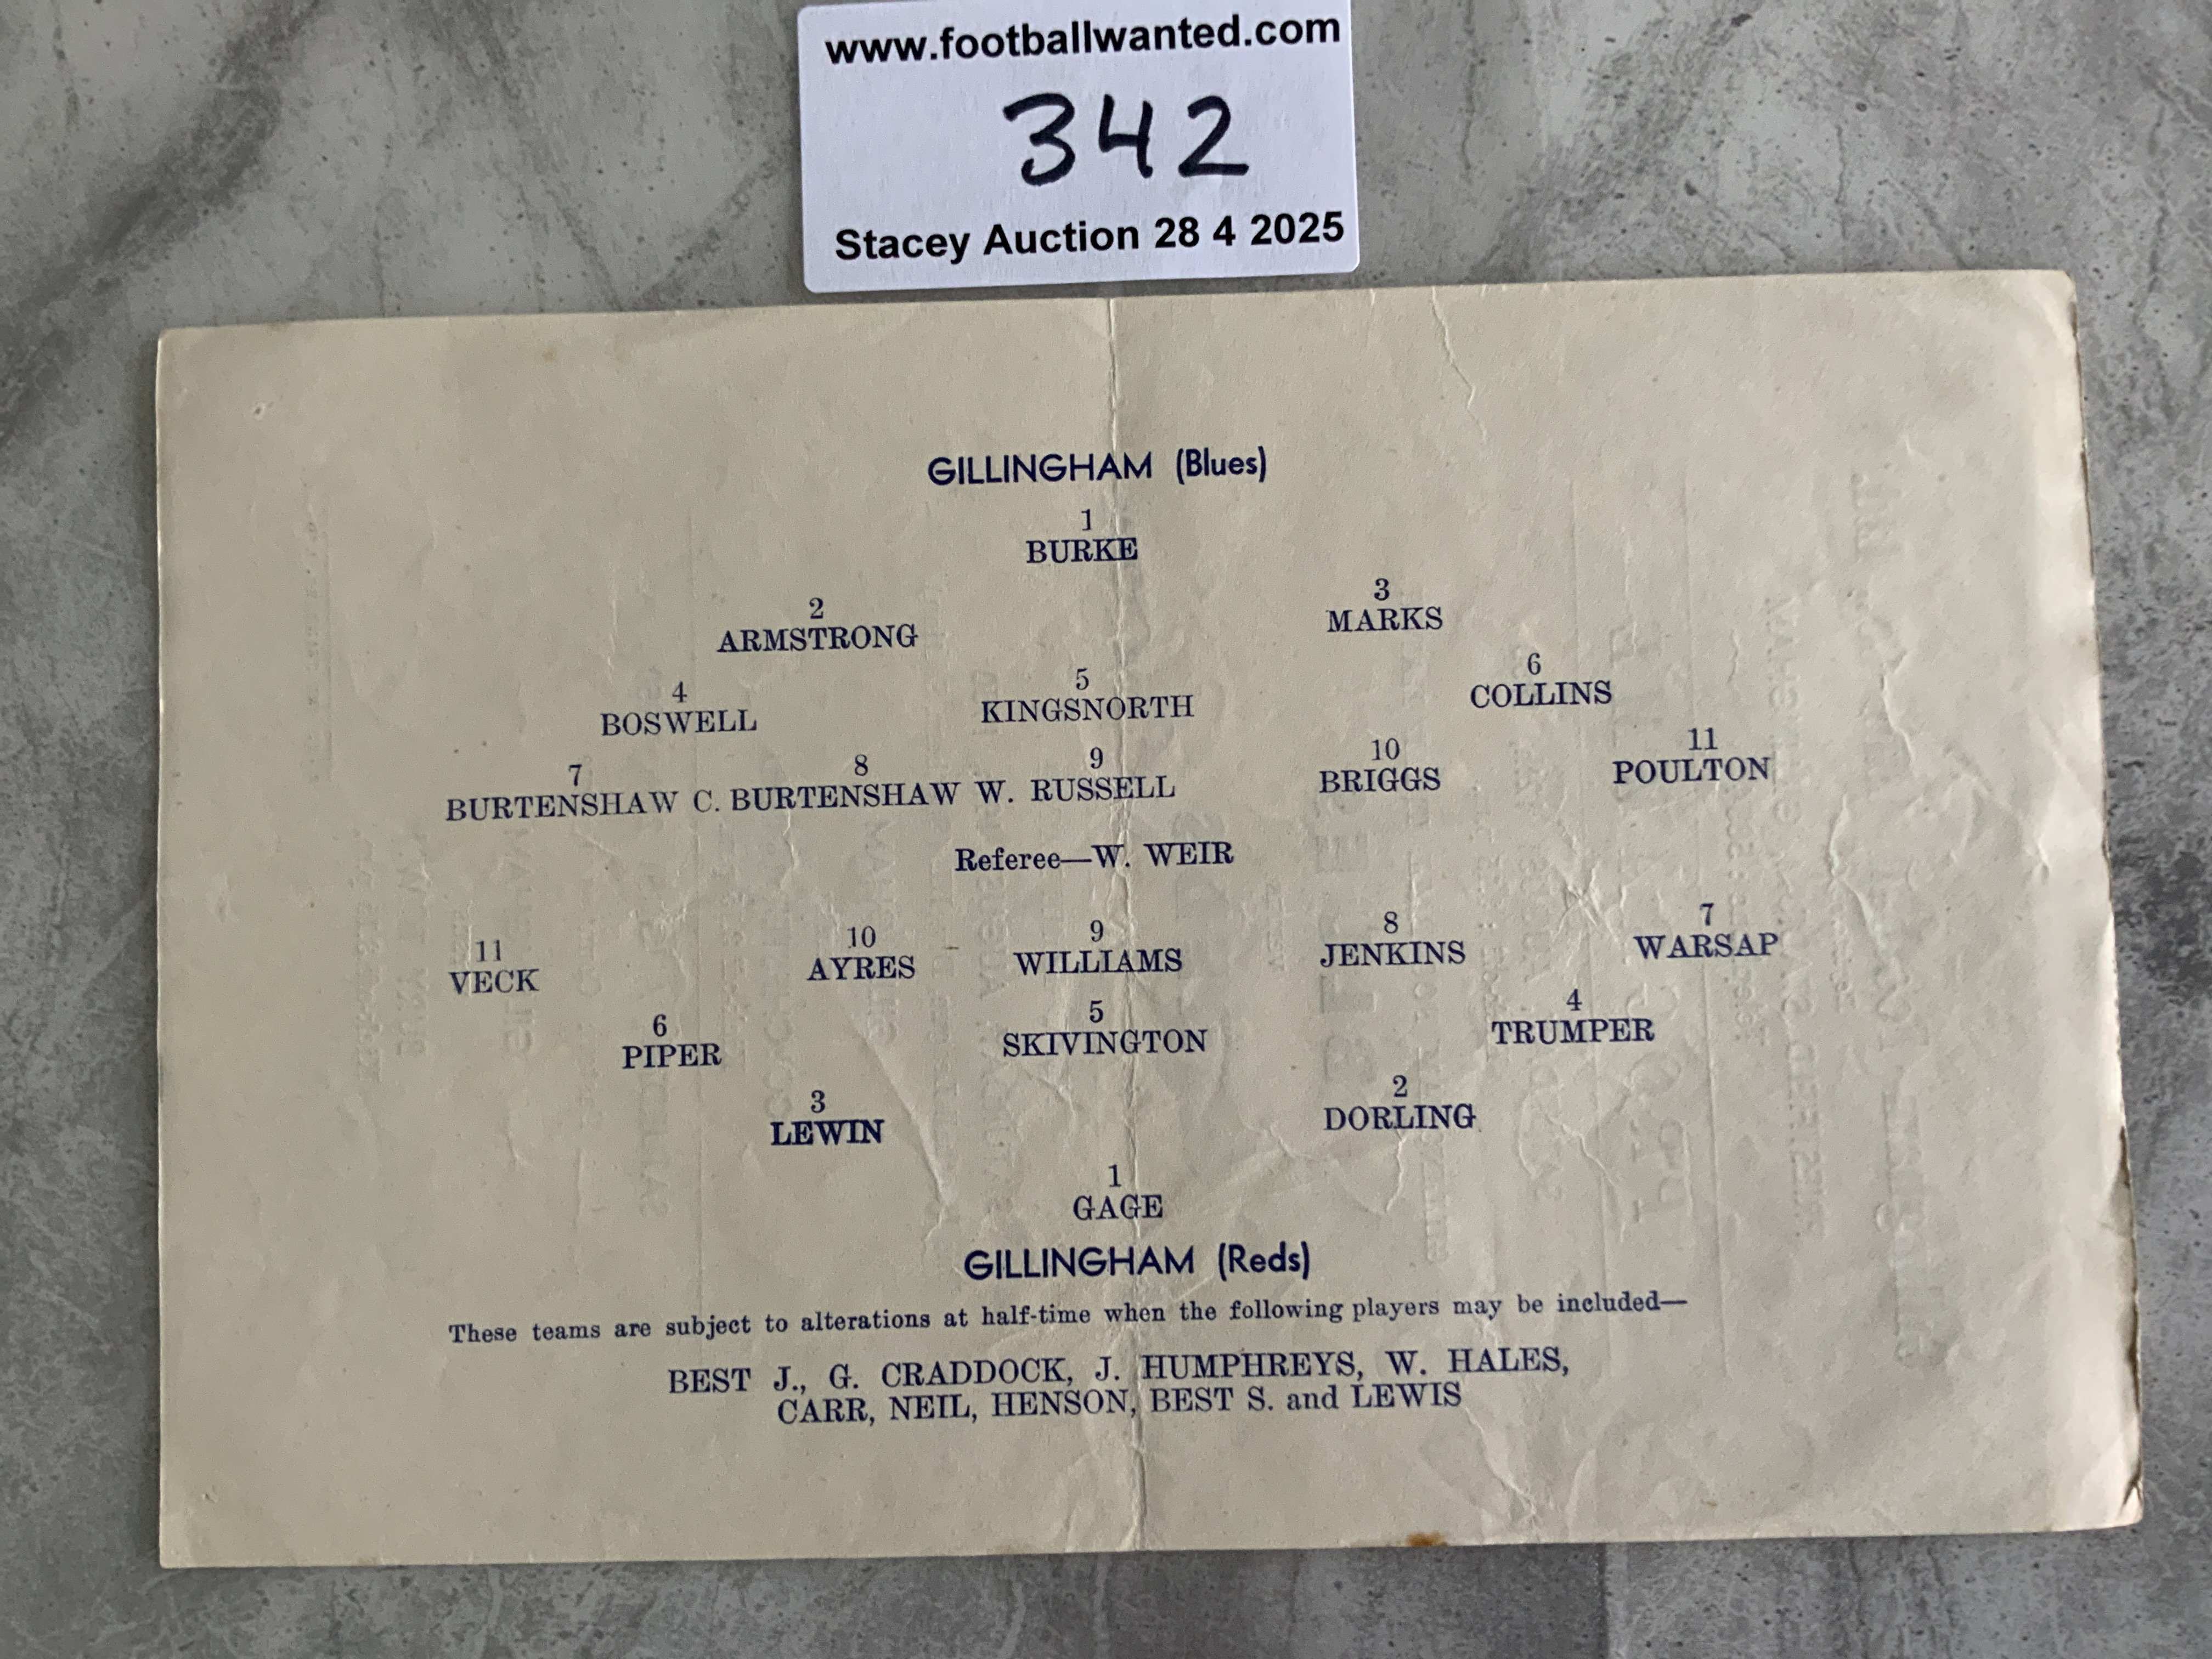 www.footballwanted.com
342
Stacey Auction 28 4 2025
GILLINGHAM (Blues)
1
BURKE
2 3
ARMSTRONG MARKS
4 5 6
BOSWELL KINGSNORTH COLLINS
7 8 9 10 11
BURTENSHAW C. BURTENSHAW W. RUSSELL BRIGGS POULTON
Referee—W. WEIR
11 10 9 8 7
VECK AYRES WILLIAMS JENKINS WARSAP
6 5 4
PIPER SKIVINGTON TRUMPER
3 2
LEWIN DORLING
1
GAGE
GILLINGHAM (Reds)
These teams are subject to alterations at half-time when the following players may be included—
BEST J., G. CRADDOCK, J. HUMPHREYS, W. HALES,
CARR, NEIL, HENSON, BEST S. and LEWIS